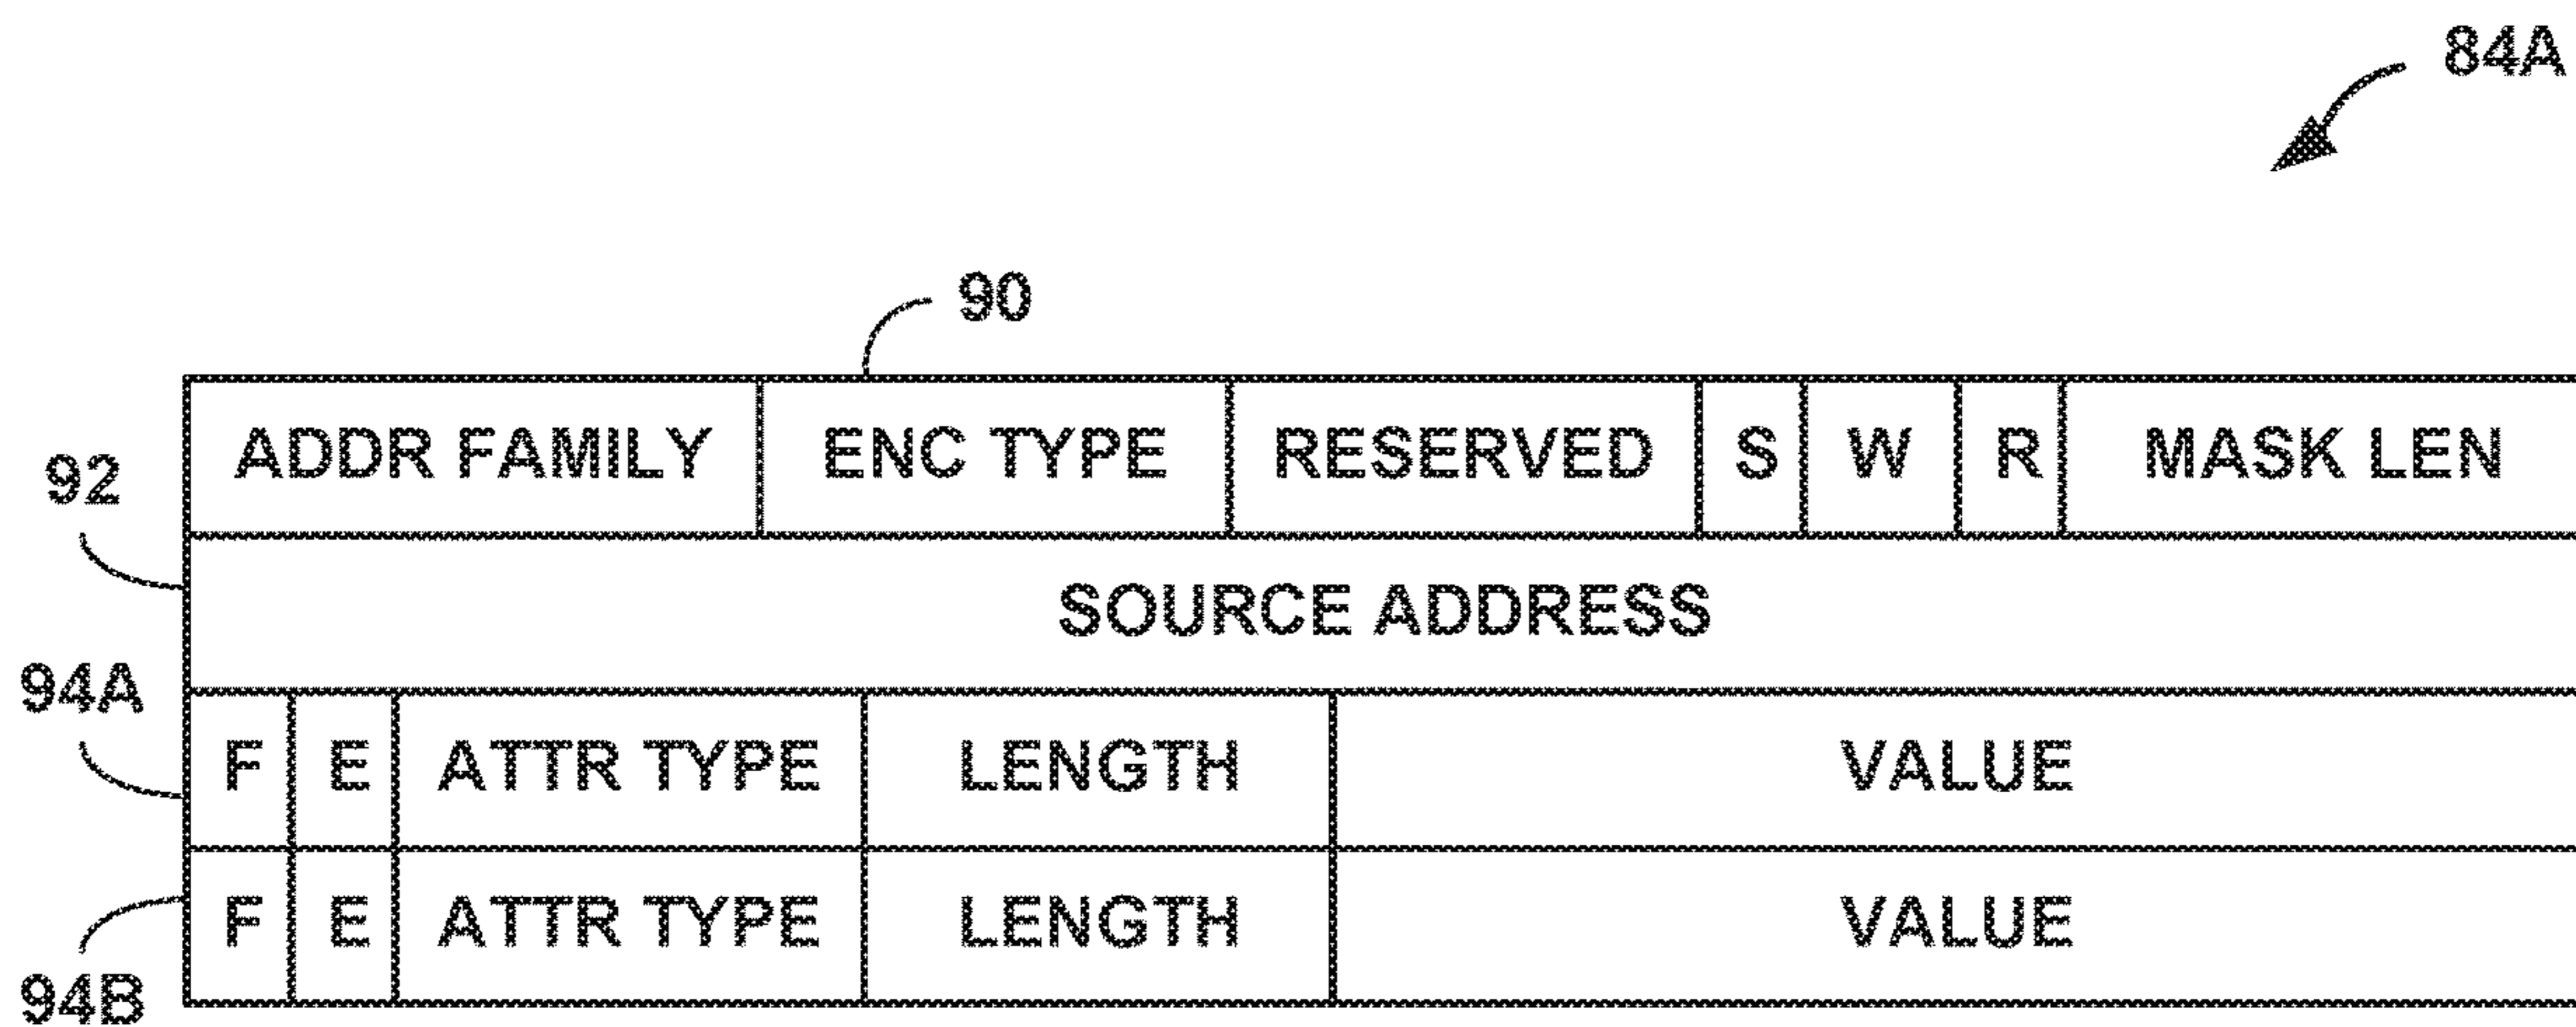 84A
90
ADDR FAMILY ENC TYPE RESERVED S W R MASK LEN
92
SOURCE ADDRESS
94A
F E ATTR TYPE LENGTH VALUE
F E ATTR TYPE LENGTH VALUE
94B